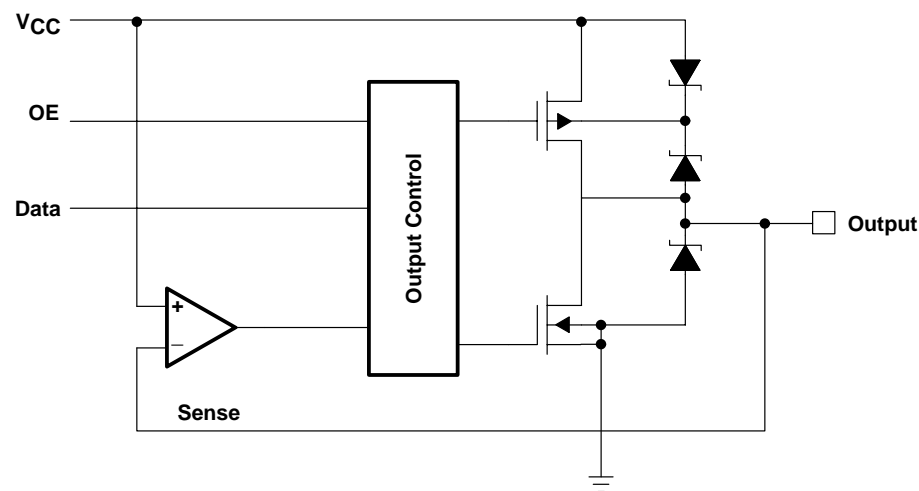 VCC
OE
Data
Output Control
Output
+
–
Sense